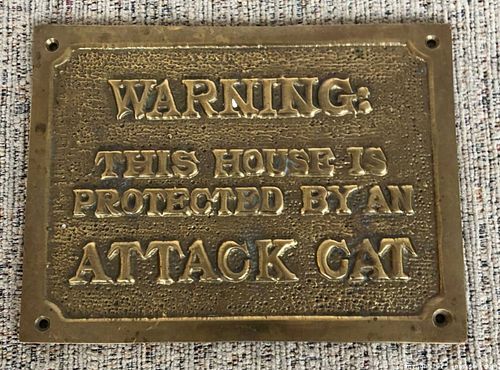 WARNING:
THIS HOUSE IS
PROTECTED BY AN
ATTACK CAT